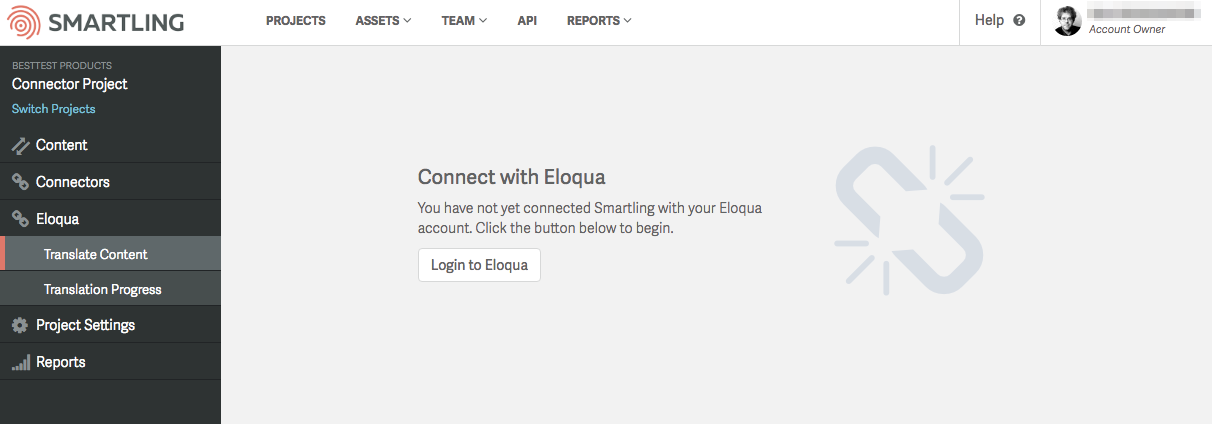 SMARTLING
PROJECTS ASSETS TEAM API REPORTS
Help ?
Account Owner
BESTTEST PRODUCTS
Connector Project
Switch Projects
Content
Connectors
Eloqua
Translate Content
Translation Progress
Project Settings
Reports
Connect with Eloqua
You have not yet connected Smartling with your Eloqua
account. Click the button below to begin.
Login to Eloqua